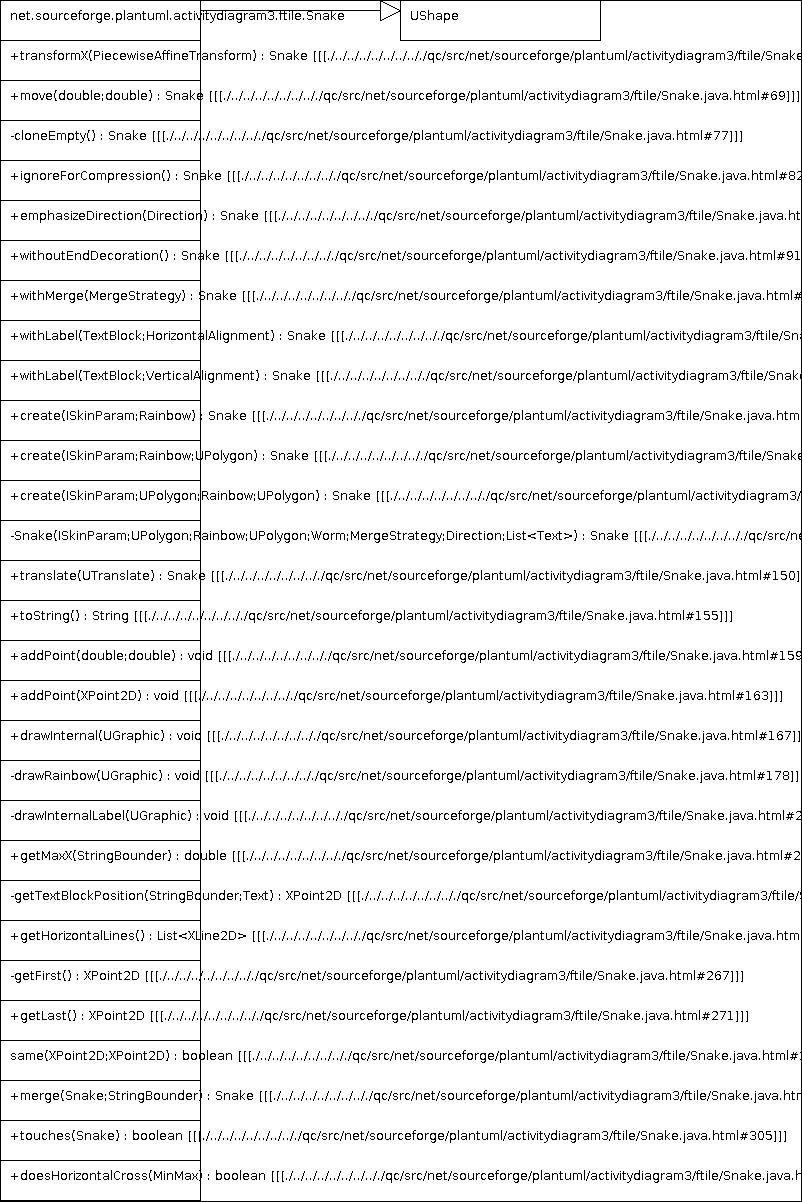 net.sourceforge.plantuml.activitydiagram3.ftile.Snake
UShape
+transformX(PiecewiseAffineTransform) : Snake [[[./../../../../../../../../qc/src/net/sourceforge/plantuml/activitydiagram3/ftile/Snake
+move(double;double) : Snake [[[./../../../../../../../../qc/src/net/sourceforge/plantuml/activitydiagram3/ftile/Snake.java.html#69]]]
-cloneEmpty() : Snake [[[./../../../../../../../../qc/src/net/sourceforge/plantuml/activitydiagram3/ftile/Snake.java.html#77]]]
+ignoreForCompression() : Snake [[[./../../../../../../../../qc/src/net/sourceforge/plantuml/activitydiagram3/ftile/Snake.java.html#82
+emphasizeDirection(Direction) : Snake [[[./../../../../../../../../qc/src/net/sourceforge/plantuml/activitydiagram3/ftile/Snake.java.ht
+withoutEndDecoration() : Snake [[[./../../../../../../../../qc/src/net/sourceforge/plantuml/activitydiagram3/ftile/Snake.java.html#91
+withMerge(MergeStrategy) : Snake [[[./../../../../../../../../qc/src/net/sourceforge/plantuml/activitydiagram3/ftile/Snake.java.html#
+withLabel(TextBlock;HorizontalAlignment) : Snake [[[./../../../../../../../../qc/src/net/sourceforge/plantuml/activitydiagram3/ftile/Sna
+withLabel(TextBlock;VerticalAlignment) : Snake [[[./../../../../../../../../qc/src/net/sourceforge/plantuml/activitydiagram3/ftile/Snake
+create(ISkinParam;Rainbow) : Snake [[[./../../../../../../../../qc/src/net/sourceforge/plantuml/activitydiagram3/ftile/Snake.java.htm
+create(ISkinParam;Rainbow;UPolygon) : Snake [[[./../../../../../../../../qc/src/net/sourceforge/plantuml/activitydiagram3/ftile/Snake
+create(ISkinParam;UPolygon;Rainbow;UPolygon) : Snake [[[./../../../../../../../../qc/src/net/sourceforge/plantuml/activitydiagram3/
-Snake(ISkinParam;UPolygon;Rainbow;UPolygon;Worm;MergeStrategy;Direction;List<Text>) : Snake [[[./../../../../../../../../qc/src/ne
+translate(UTranslate) : Snake [[[./../../../../../../../../qc/src/net/sourceforge/plantuml/activitydiagram3/ftile/Snake.java.html#150]
+toString() : String [[[./../../../../../../../../qc/src/net/sourceforge/plantuml/activitydiagram3/ftile/Snake.java.html#155]]]
+addPoint(double;double) : void [[[./../../../../../../../../qc/src/net/sourceforge/plantuml/activitydiagram3/ftile/Snake.java.html#159
+addPoint(XPoint2D) : void [[[./../../../../../../../../qc/src/net/sourceforge/plantuml/activitydiagram3/ftile/Snake.java.html#163]]]
+drawInternal(UGraphic) : void [[[./../../../../../../../../qc/src/net/sourceforge/plantuml/activitydiagram3/ftile/Snake.java.html#167]]
-drawRainbow(UGraphic) : void [[[./../../../../../../../../qc/src/net/sourceforge/plantuml/activitydiagram3/ftile/Snake.java.html#178]]]
-drawInternalLabel(UGraphic) : void [[[./../../../../../../../../qc/src/net/sourceforge/plantuml/activitydiagram3/ftile/Snake.java.html#2
+getMaxX(StringBounder) : double [[[./../../../../../../../../qc/src/net/sourceforge/plantuml/activitydiagram3/ftile/Snake.java.html#2
-getTextBlockPosition(StringBounder;Text) : XPoint2D [[[./../../../../../../../../qc/src/net/sourceforge/plantuml/activitydiagram3/ftile/S
+getHorizontalLines() : List<XLine2D> [[[./../../../../../../../../qc/src/net/sourceforge/plantuml/activitydiagram3/ftile/Snake.java.htm
-getFirst() : XPoint2D [[[./../../../../../../../../qc/src/net/sourceforge/plantuml/activitydiagram3/ftile/Snake.java.html#267]]]
+getLast() : XPoint2D [[[./../../../../../../../../qc/src/net/sourceforge/plantuml/activitydiagram3/ftile/Snake.java.html#271]]]
same(XPoint2D;XPoint2D) : boolean [[[./../../../../../../../../qc/src/net/sourceforge/plantuml/activitydiagram3/ftile/Snake.java.html#
+merge(Snake;StringBounder) : Snake [[[./../../../../../../../../qc/src/net/sourceforge/plantuml/activitydiagram3/ftile/Snake.java.htm
+touches(Snake) : boolean [[[./../../../../../../../../qc/src/net/sourceforge/plantuml/activitydiagram3/ftile/Snake.java.html#305]]]
+doesHorizontalCross(MinMax) : boolean [[[./../../../../../../../../qc/src/net/sourceforge/plantuml/activitydiagram3/ftile/Snake.java.h